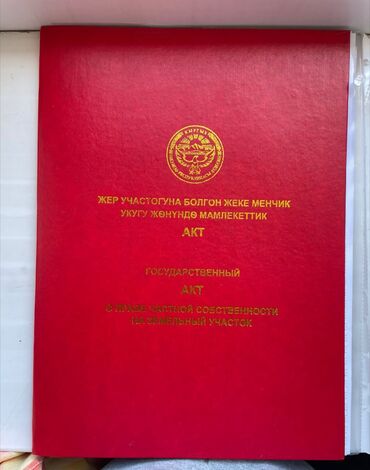 ЖЕР УЧАСТОГУНА БОЛГОН ЖЕКЕ МЕНЧИК
УКУГУ ЖӨНҮНДӨ МАМЛЕКЕТТИК
АКТ
ГОСУДАРСТВЕННЫЙ
АКТ
О ПРАВЕ ЧАСТНОЙ СОБСТВЕННОСТИ
НА ЗЕМЕЛЬНЫЙ УЧАСТОК